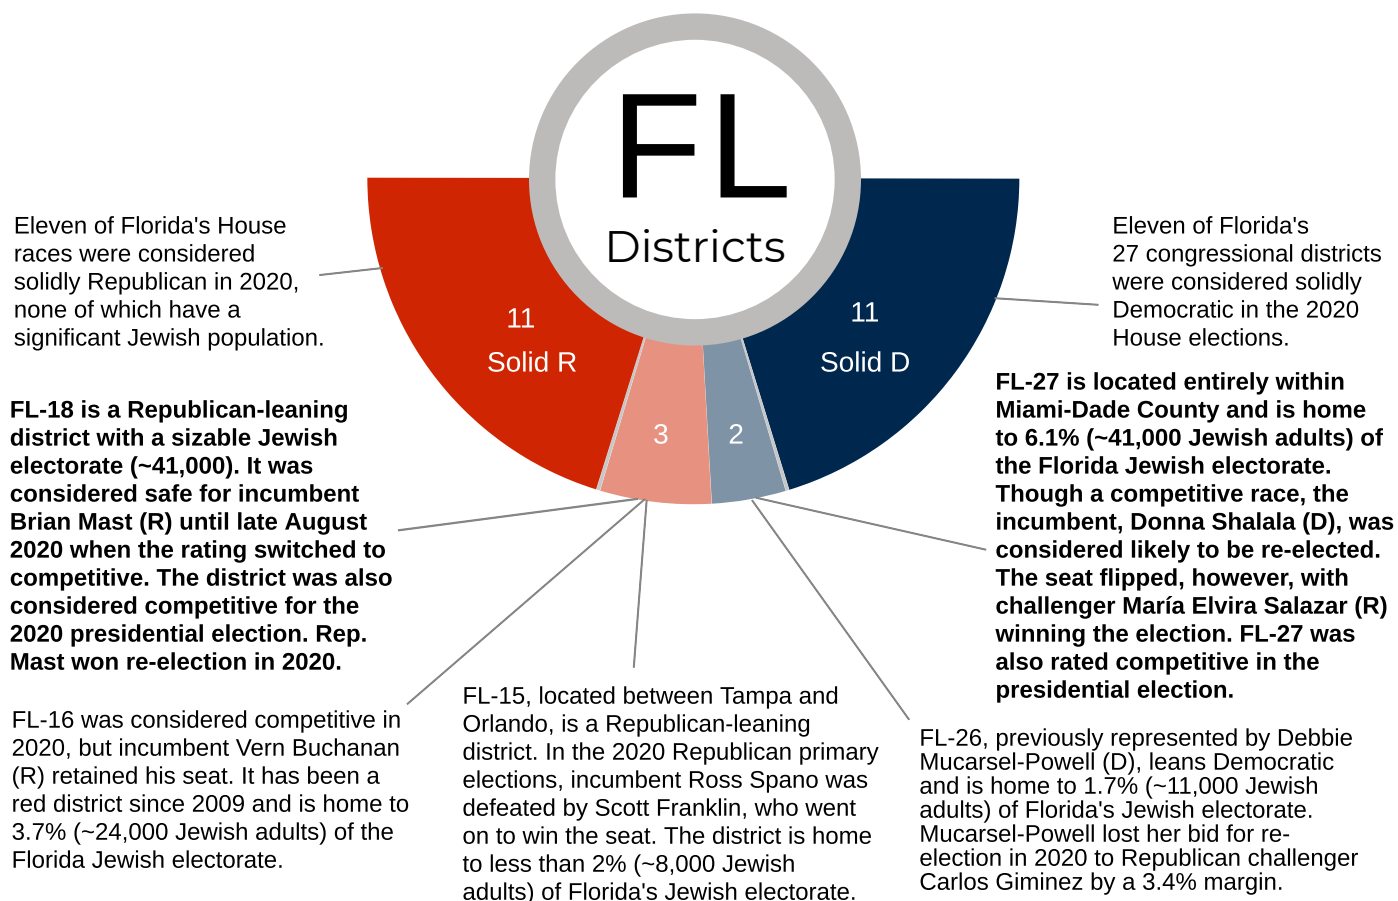 FL
Districts
Eleven of Florida's House
races were considered
solidly Republican in 2020,
none of which have a
significant Jewish population.
11
Solid R
3
2
11
Solid D
Eleven of Florida's
27 congressional districts
were considered solidly
Democratic in the 2020
House elections.
FL-18 is a Republican-leaning
district with a sizable Jewish
electorate (~41,000). It was
considered safe for incumbent
Brian Mast (R) until late August
2020 when the rating switched to
competitive. The district was also
considered competitive for the
2020 presidential election. Rep.
Mast won re-election in 2020.
FL-27 is located entirely within
Miami-Dade County and is home
to 6.1% (~41,000 Jewish adults) of
the Florida Jewish electorate.
Though a competitive race, the
incumbent, Donna Shalala (D), was
considered likely to be re-elected.
The seat flipped, however, with
challenger María Elvira Salazar (R)
winning the election. FL-27 was
also rated competitive in the
presidential election.
FL-16 was considered competitive in
2020, but incumbent Vern Buchanan
(R) retained his seat. It has been a
red district since 2009 and is home to
3.7% (~24,000 Jewish adults) of the
Florida Jewish electorate.
FL-15, located between Tampa and
Orlando, is a Republican-leaning
district. In the 2020 Republican primary
elections, incumbent Ross Spano was
defeated by Scott Franklin, who went
on to win the seat. The district is home
to less than 2% (~8,000 Jewish
adults) of Florida's Jewish electorate.
FL-26, previously represented by Debbie
Mucarsel-Powell (D), leans Democratic
and is home to 1.7% (~11,000 Jewish
adults) of Florida's Jewish electorate.
Mucarsel-Powell lost her bid for re-
election in 2020 to Republican challenger
Carlos Giminez by a 3.4% margin.